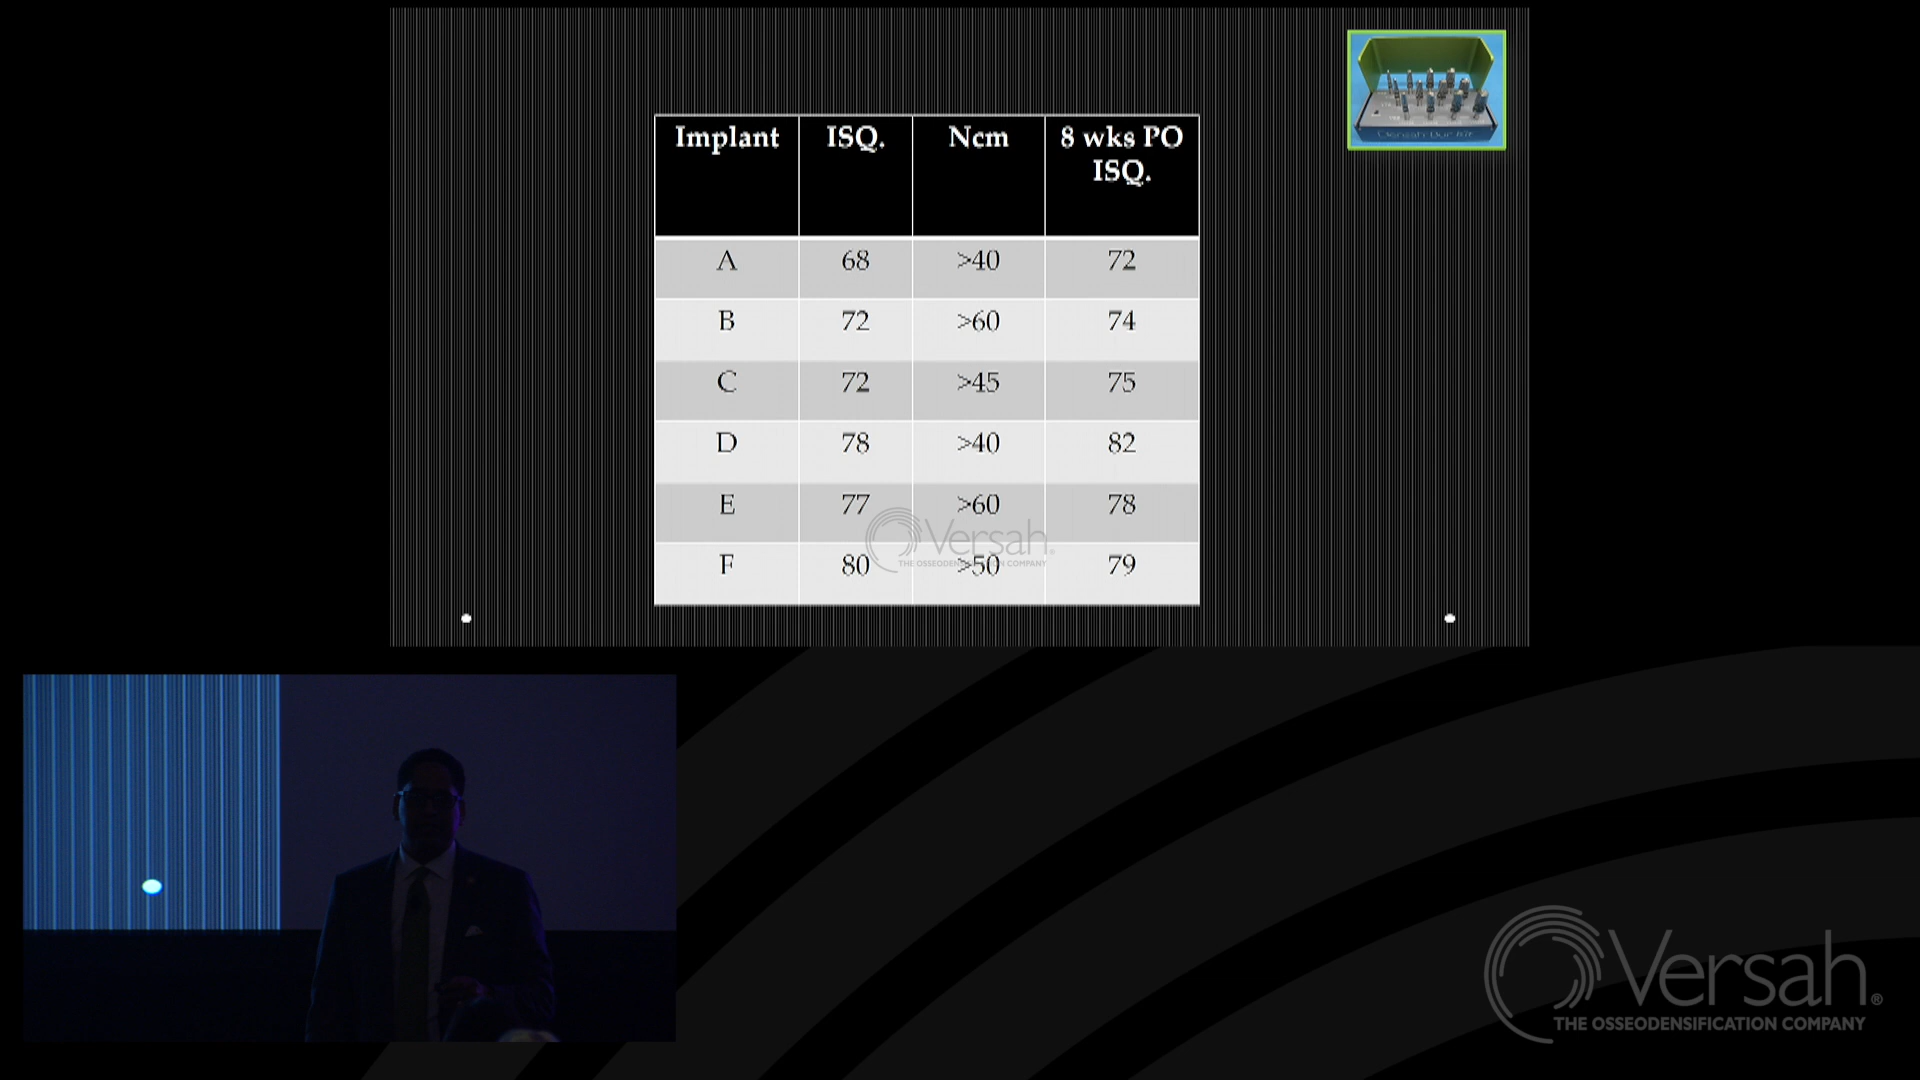 Implant ISQ. Ncm 8 wks PO ISQ.
A 68 >40 72
B 72 >60 74
C 72 >45 75
D 78 >40 82
E 77 >60 78
F 80 >50 79
Versah®
THE OSSEODENSIFICATION COMPANY
Versah®
THE OSSEODENSIFICATION COMPANY